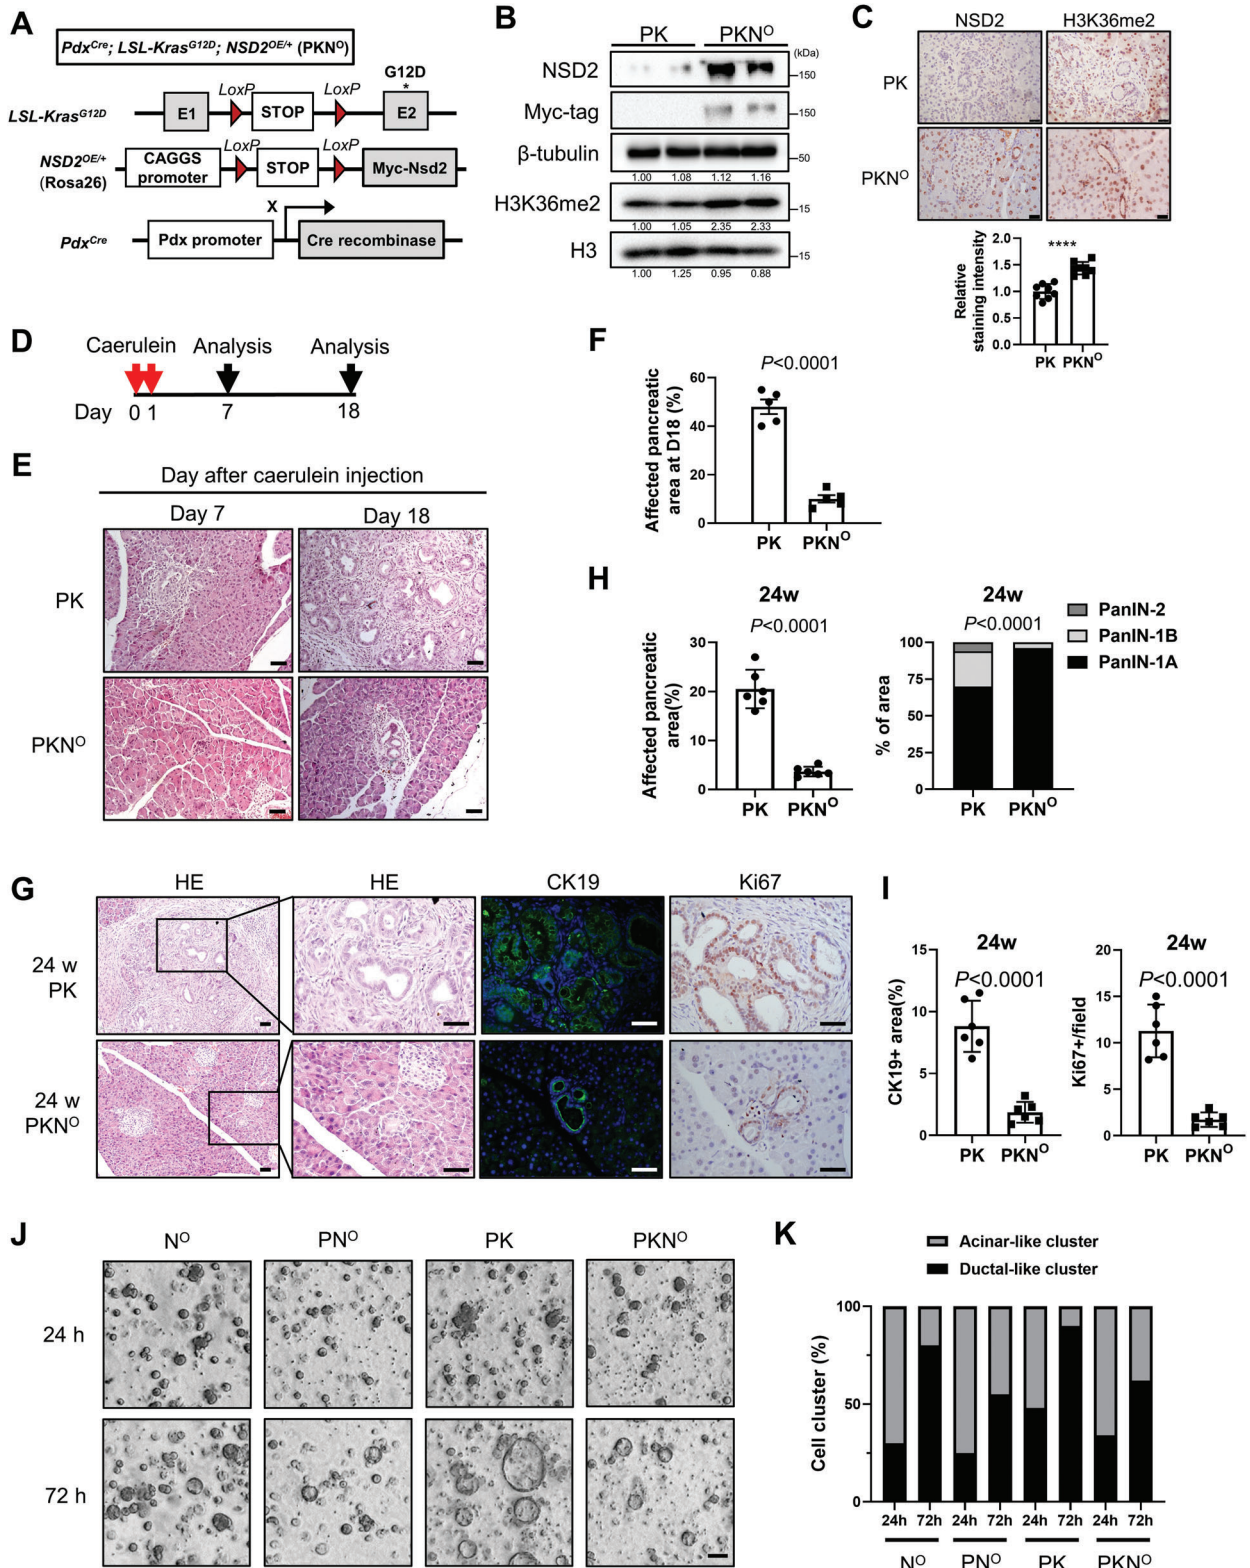 A
Pdx^Cre; LSL-Kras^G12D; NSD2^OE/+ (PKN^O)
G12D
*
LoxP LoxP
LSL-Kras^G12D E1 STOP E2
LoxP LoxP
NSD2^OE/+ (Rosa26) CAGGS promoter STOP Myc-Nsd2
X
Pdx^Cre Pdx promoter Cre recombinase
B
PK PKN^O
(kDa)
NSD2 150
Myc-tag 150
β-tubulin 50
1.00 1.08 1.12 1.16
H3K36me2 15
1.00 1.05 2.35 2.33
H3 15
1.00 1.25 0.95 0.88
C
NSD2 H3K36me2
PK
PKN^O
Relative
staining intensity
2.0
1.5
1.0
0.5
0.0
****
PK PKN^O
D
Caerulein Analysis Analysis
Day 0 1 7 18
E
Day after caerulein injection
Day 7 Day 18
PK
PKN^O
F
P<0.0001
Affected pancreatic
area at D18 (%)
60
40
20
0
PK PKN^O
G
HE HE CK19 Ki67
24 w
PK
24 w
PKN^O
H
24w
P<0.0001
Affected pancreatic
area(%)
30
20
10
0
PK PKN^O
24w
P<0.0001
% of area
100
75
50
25
0
PK PKN^O
PanIN-2
PanIN-1B
PanIN-1A
I
24w
P<0.0001
CK19+ area(%)
15
10
5
0
PK PKN^O
24w
P<0.0001
Ki67+/field
20
15
10
5
0
PK PKN^O
J
N^O PN^O PK PKN^O
24 h
72 h
K
Acinar-like cluster
Ductal-like cluster
Cell cluster (%)
100
50
0
24h 72h 24h 72h 24h 72h 24h 72h
N^O PN^O PK PKN^O